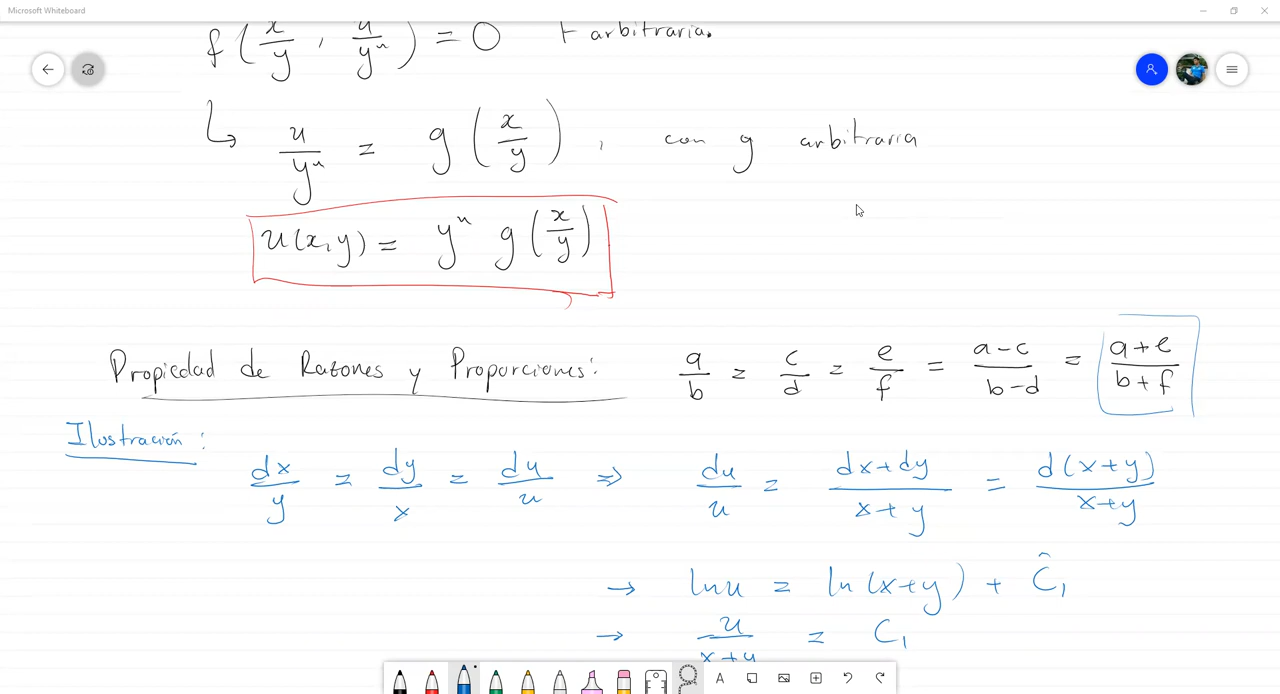 Microsoft Whiteboard
f(x/y, u/yⁿ) = 0 f arbitraria.
↳ u/yⁿ = g(x/y), con g arbitraria
u(x,y) = yⁿ g(x/y)
Propiedad de Razones y Proporciones: a/b = c/d = e/f = (a-c)/(b-d) = (a+e)/(b+f)
Ilustración:
dx/y = dy/x = du/u ⇒ du/u = (dx+dy)/(x+y) = d(x+y)/(x+y)
→ ln u = ln(x+y) + Ĉ₁
→ u/(x+y) = C₁
A